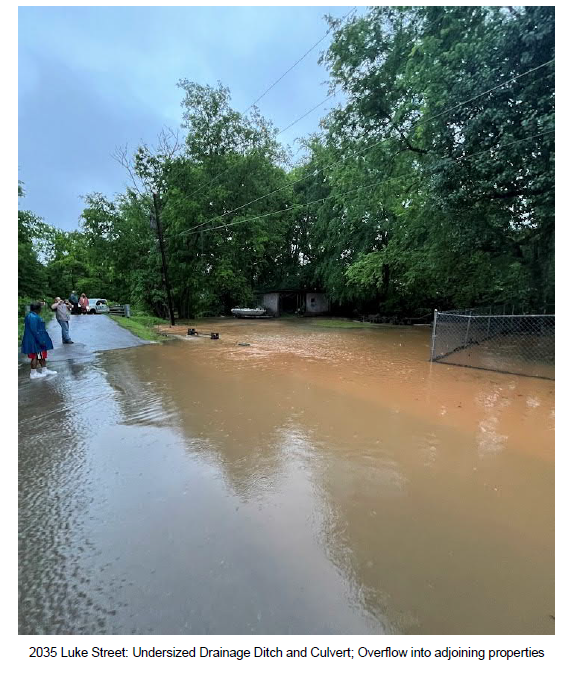 2035 Luke Street: Undersized Drainage Ditch and Culvert; Overflow into adjoining properties